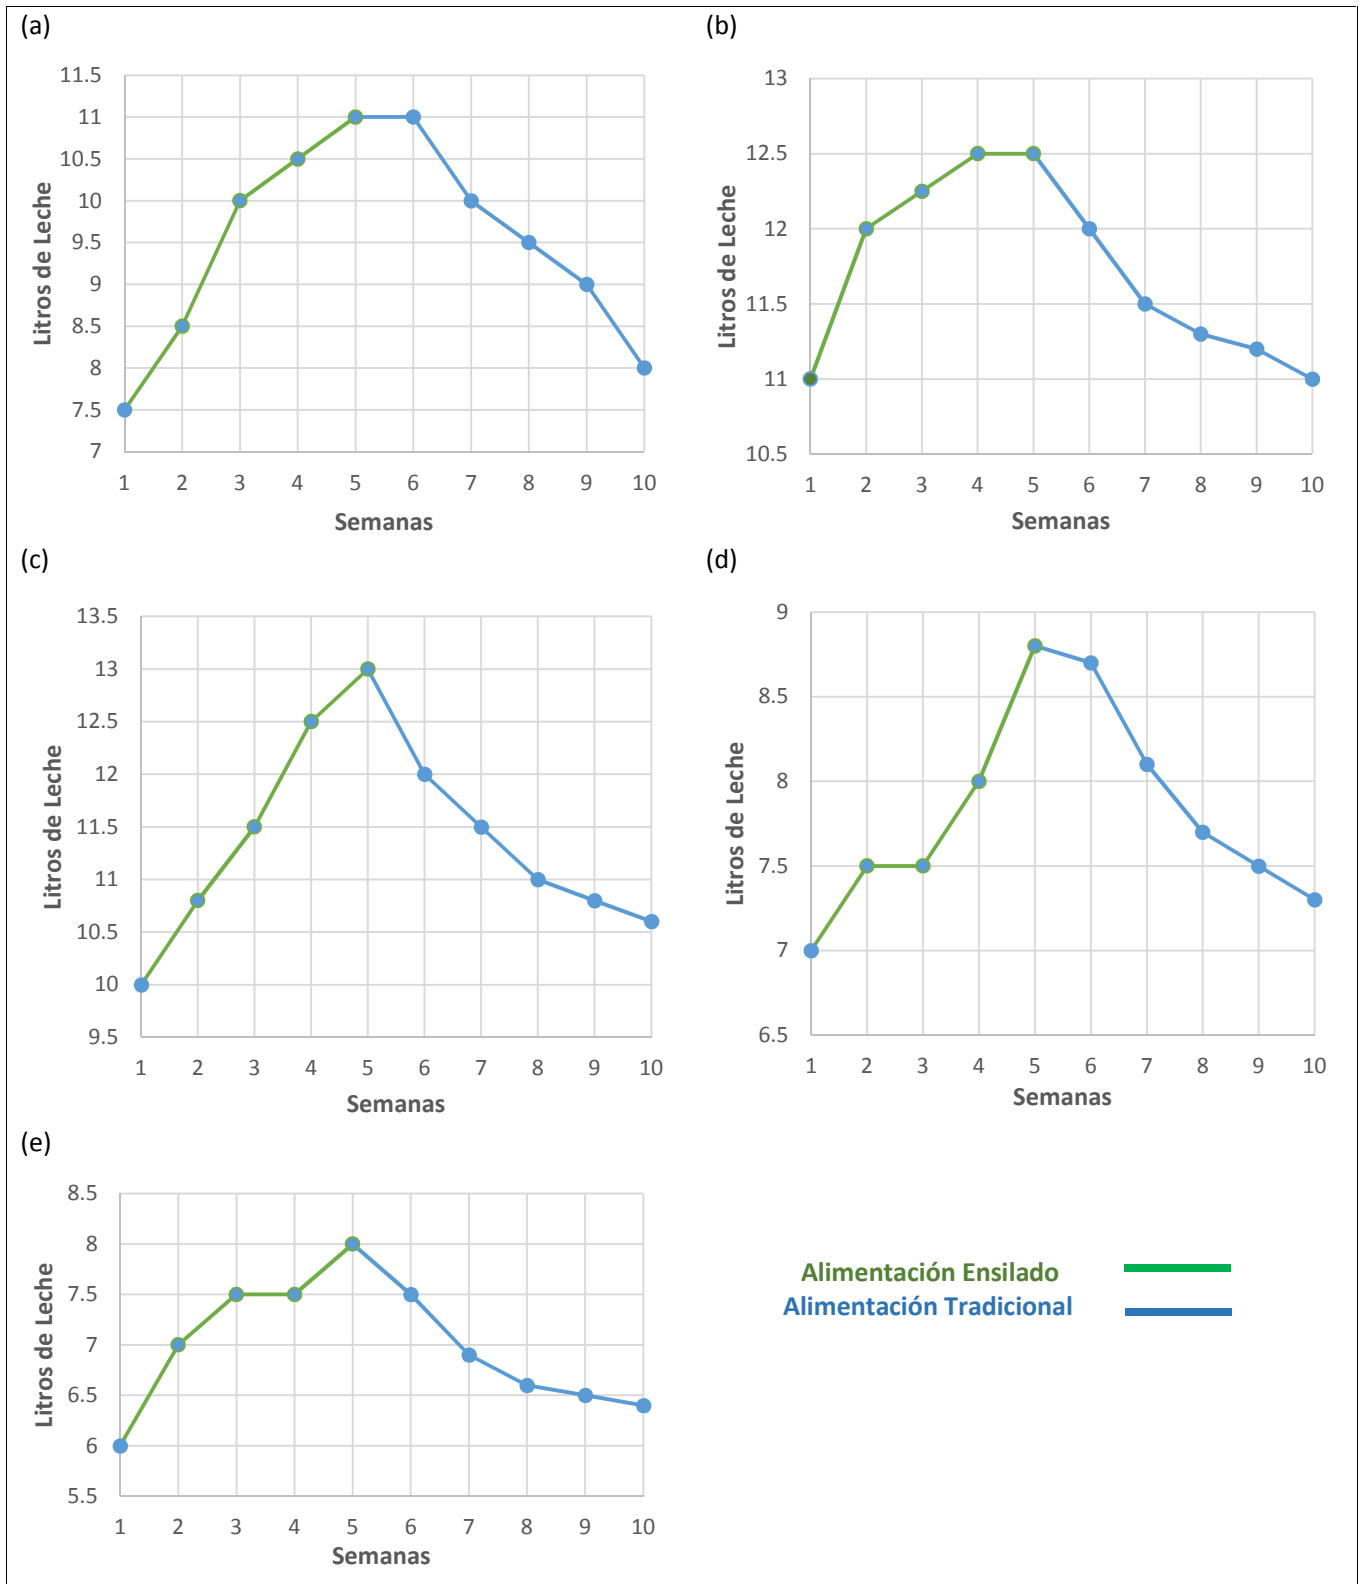 (a)
11.5
11
10.5
10
9.5
9
8.5
8
7.5
7
Litros de Leche
1 2 3 4 5 6 7 8 9 10
Semanas
(b)
13
12.5
12
11.5
11
10.5
Litros de Leche
1 2 3 4 5 6 7 8 9 10
Semanas
(c)
13.5
13
12.5
12
11.5
11
10.5
10
9.5
Litros de Leche
1 2 3 4 5 6 7 8 9 10
Semanas
(d)
9
8.5
8
7.5
7
6.5
Litros de Leche
1 2 3 4 5 6 7 8 9 10
Semanas
(e)
8.5
8
7.5
7
6.5
6
5.5
Litros de Leche
1 2 3 4 5 6 7 8 9 10
Semanas
Alimentación Ensilado
Alimentación Tradicional